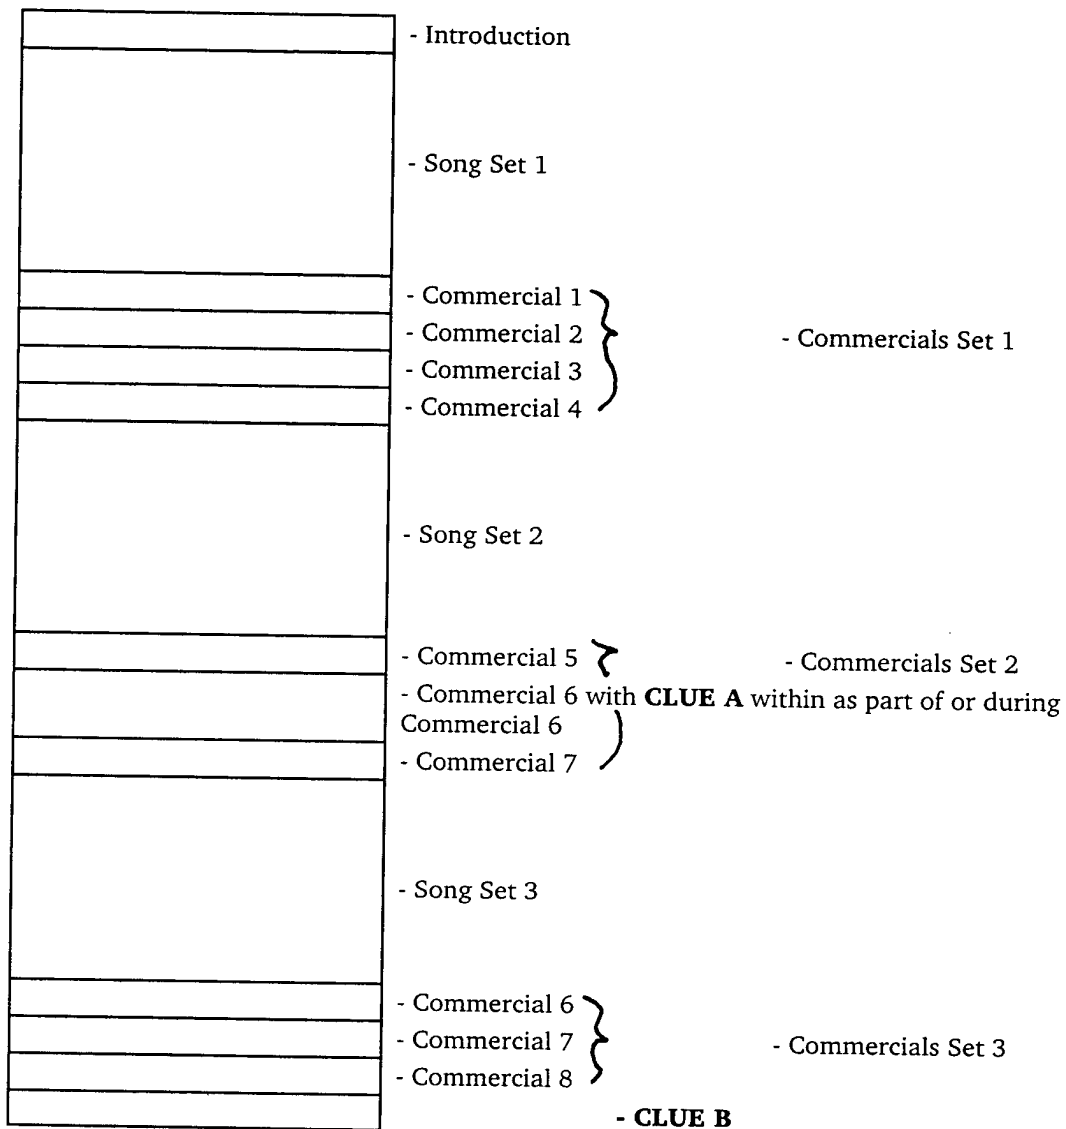 - Introduction
- Song Set 1
- Commercial 1
- Commercial 2
- Commercials Set 1
- Commercial 3
- Commercial 4
- Song Set 2
- Commercial 5
- Commercials Set 2
- Commercial 6 with CLUE A within as part of or during
Commercial 6
- Commercial 7
- Song Set 3
- Commercial 6
- Commercial 7
- Commercials Set 3
- Commercial 8
- CLUE B